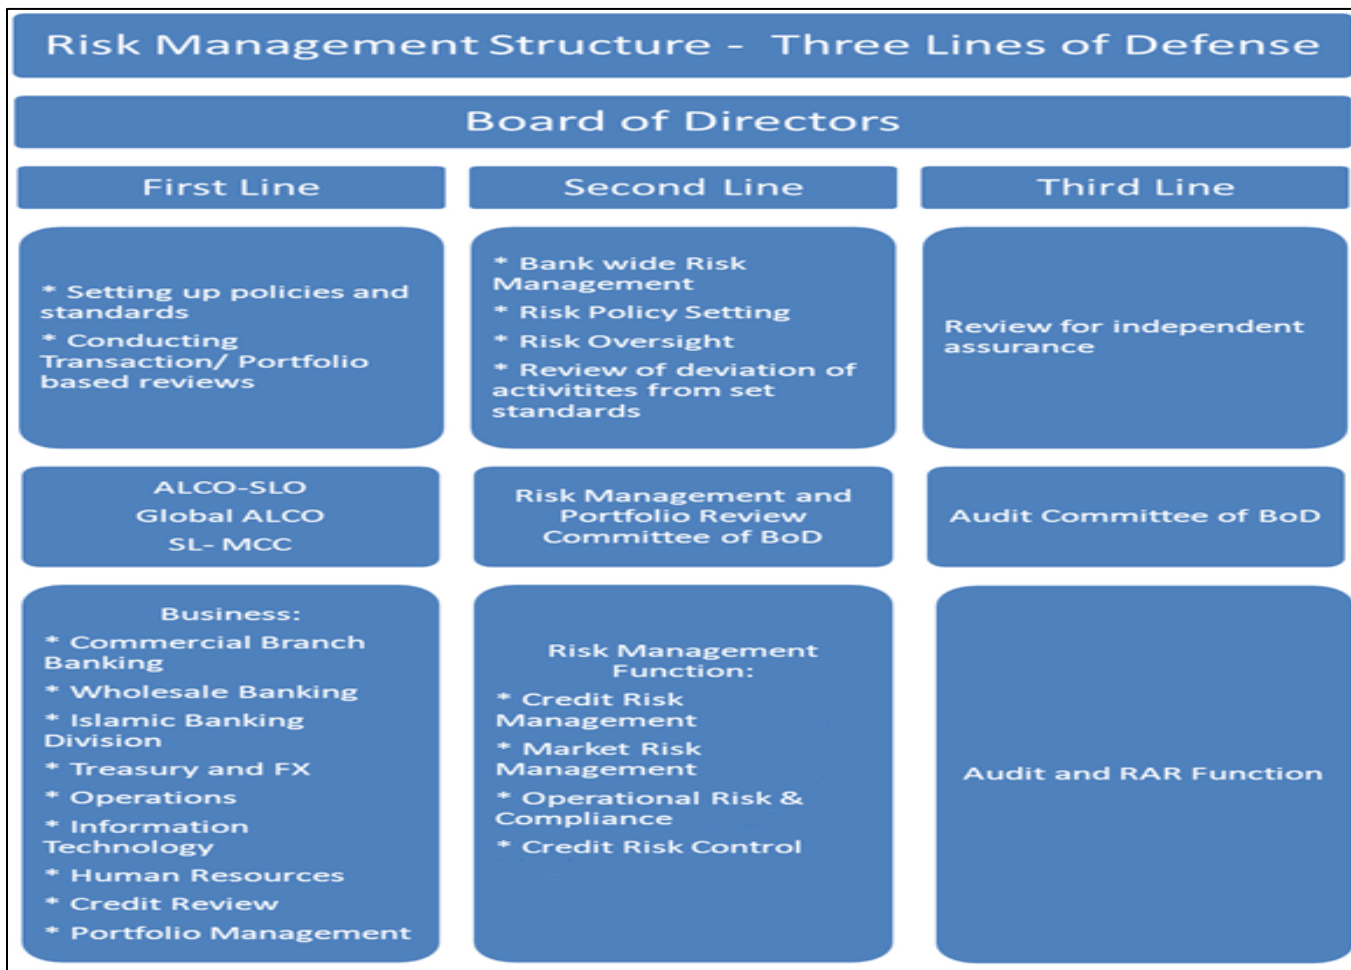 Risk Management Structure -  Three Lines of Defense
Board of Directors
First Line
* Setting up policies and
standards
* Conducting
Transaction/ Portfolio
based reviews
ALCO-SLO
Global ALCO
SL- MCC
Business:
* Commercial Branch
Banking
* Wholesale Banking
* Islamic Banking
Division
* Treasury and FX
* Operations
* Information
Technology
* Human Resources
* Credit Review
* Portfolio Management
Second Line
* Bank wide Risk
Management
* Risk Policy Setting
* Risk Oversight
* Review of deviation of
activitites from set
standards
Risk Management and
Portfolio Review
Committee of BoD
Risk Management
Function:
* Credit Risk
Management
* Market Risk
Management
* Operational Risk &
Compliance
* Credit Risk Control
Third Line
Review for independent
assurance
Audit Committee of BoD
Audit and RAR Function